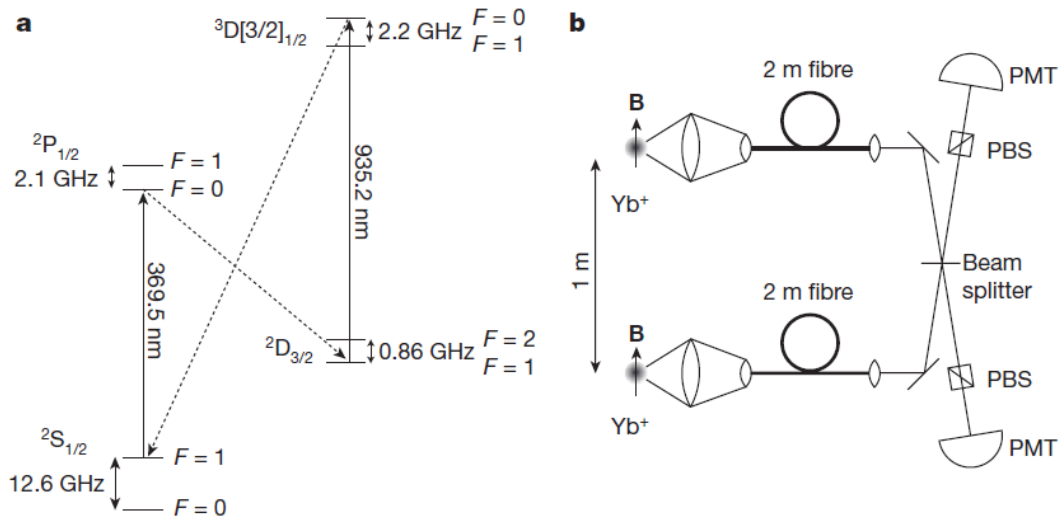 a
³D[3/2]₁/₂
2.2 GHz
F = 0
F = 1
²P₁/₂
2.1 GHz
F = 1
F = 0
369.5 nm
935.2 nm
²D₃/₂
0.86 GHz
F = 2
F = 1
²S₁/₂
12.6 GHz
F = 1
F = 0
b
2 m fibre
B
Yb⁺
PMT
PBS
1 m
Beam
splitter
2 m fibre
B
Yb⁺
PBS
PMT